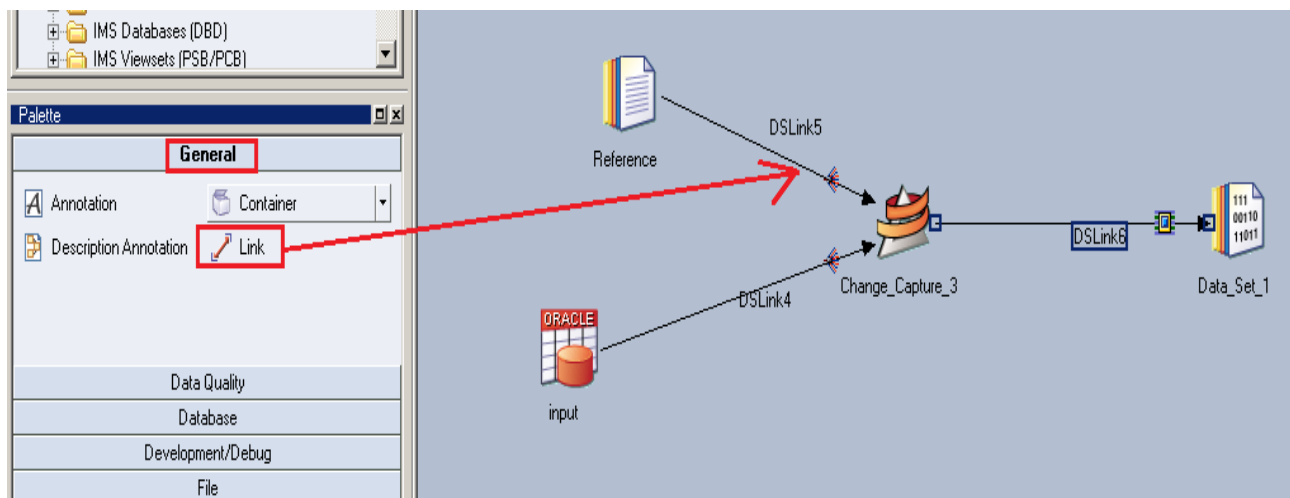 IMS Databases (DBD)
IMS Viewsets (PSB/PCB)
Palette
General
Annotation
Container
Description Annotation
Link
Data Quality
Database
Development/Debug
File
Reference
DSLink5
ORACLE
input
DSLink4
Change_Capture_3
DSLink6
111
00110
11011
Data_Set_1